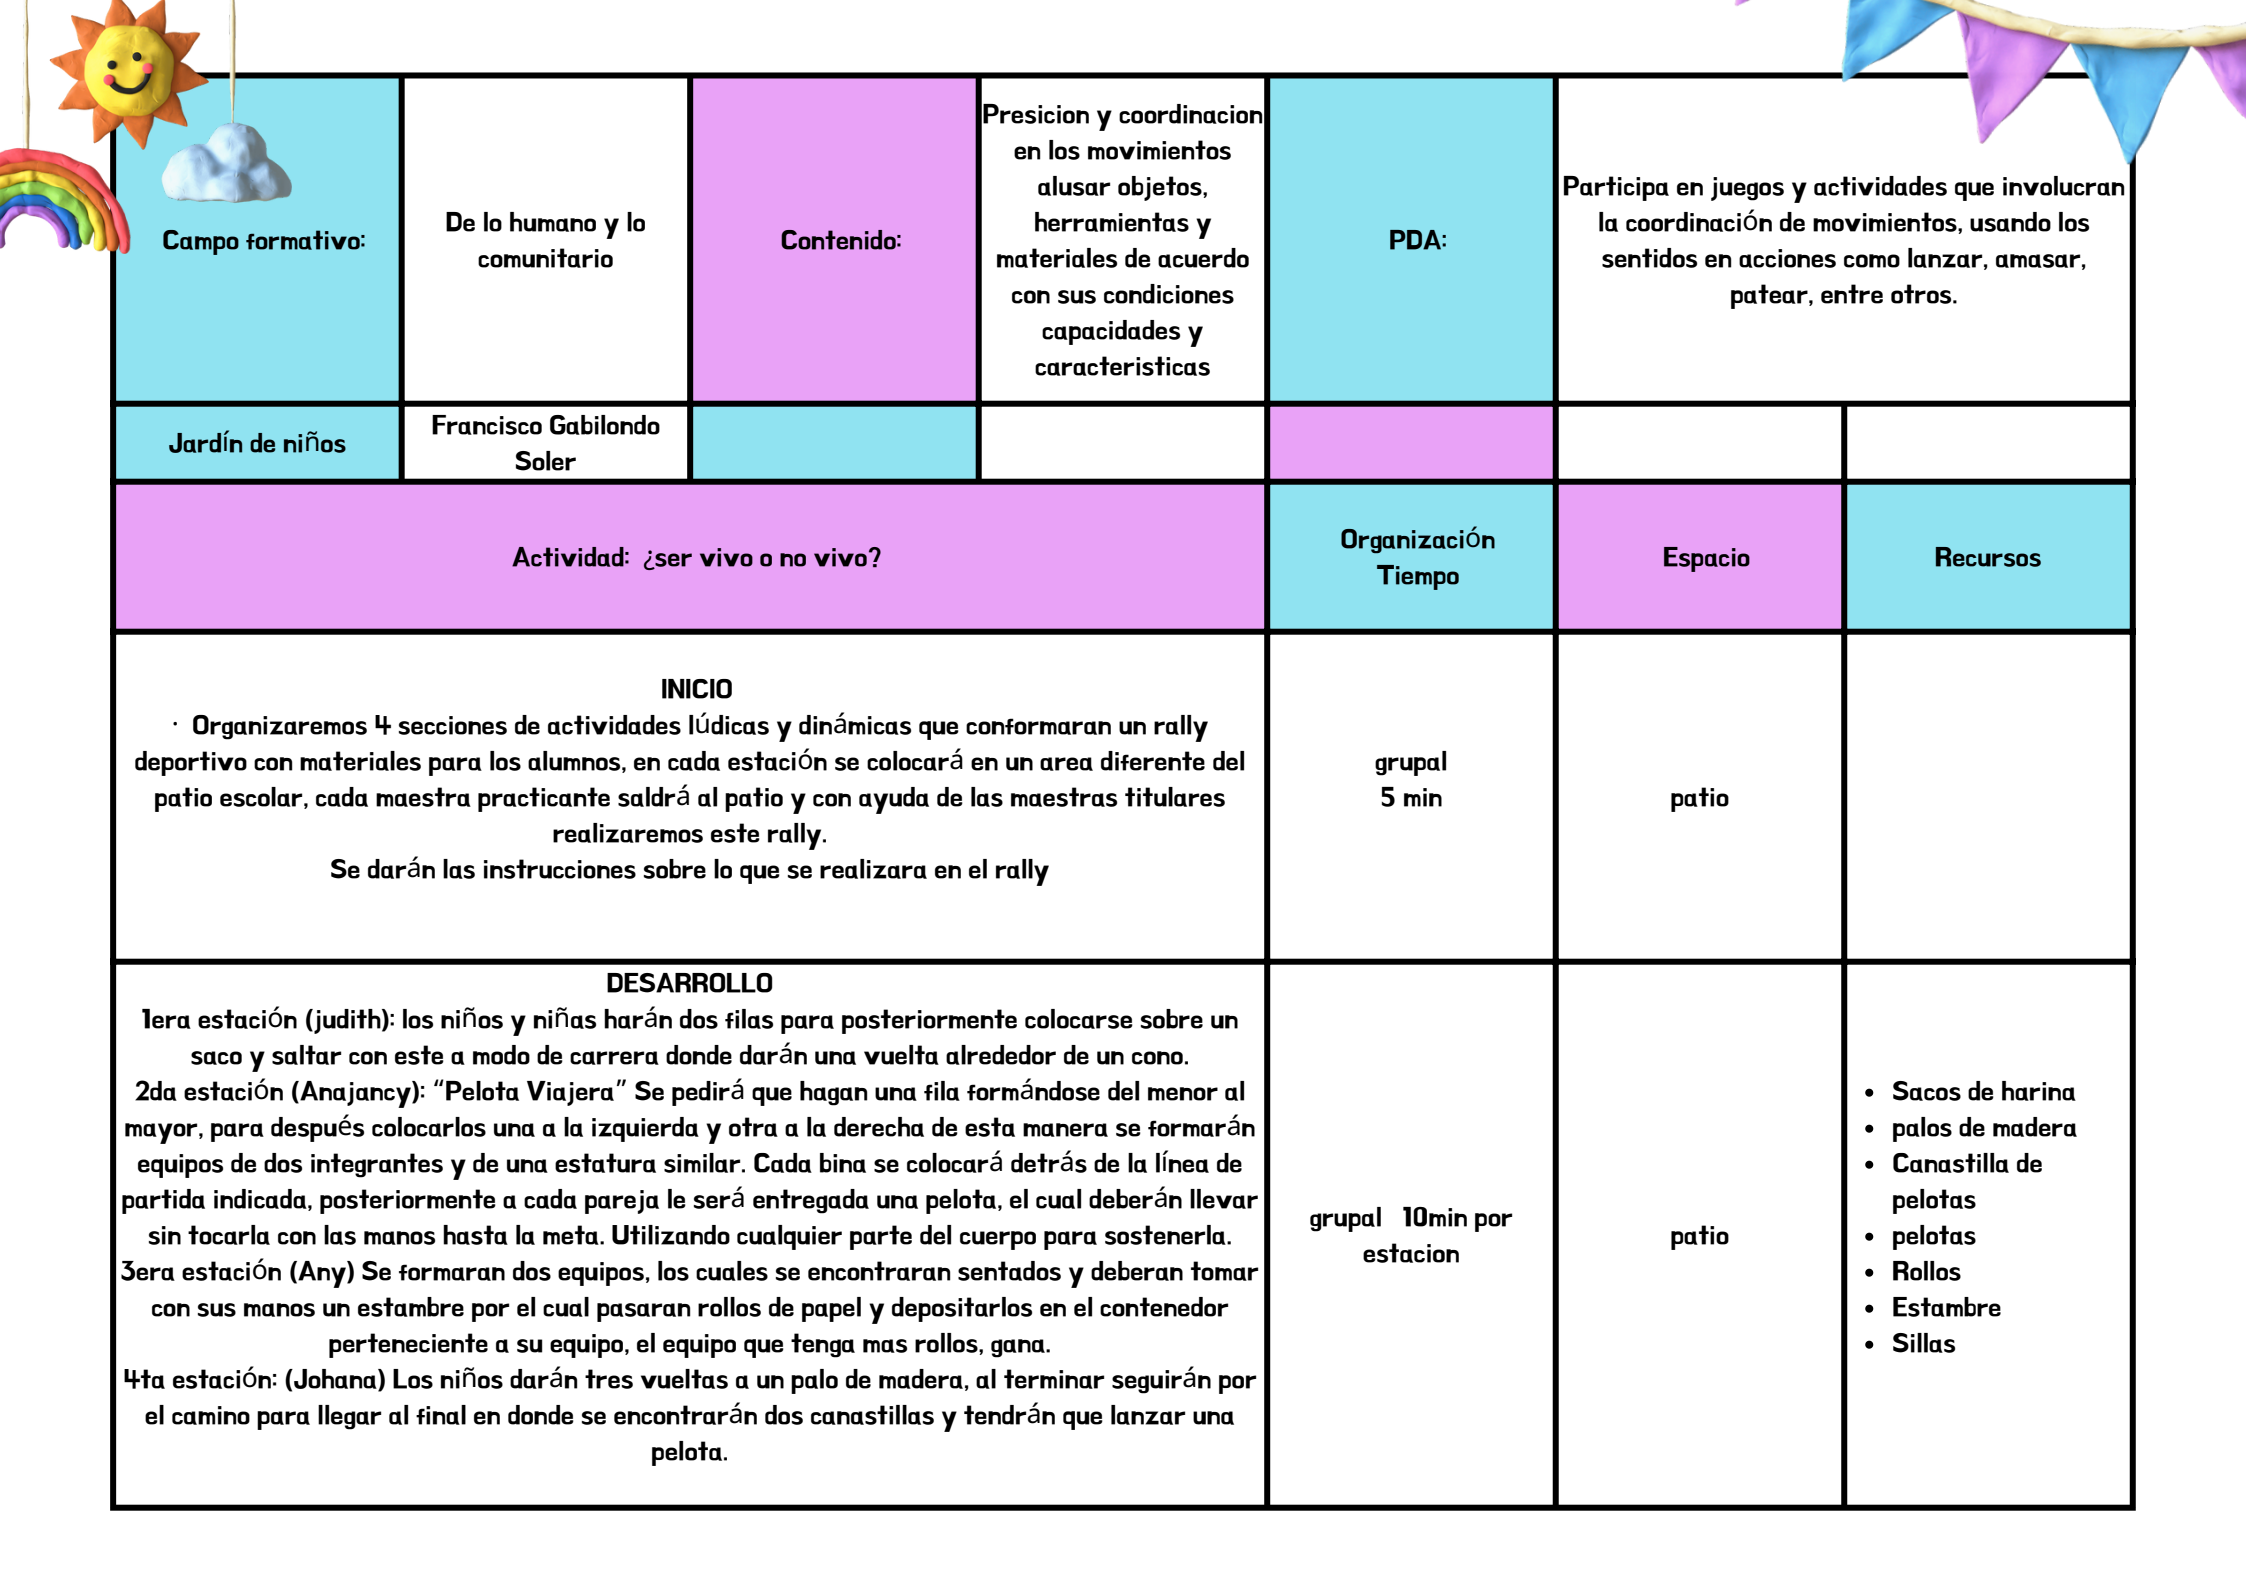 Campo formativo:
De lo humano y lo
comunitario
Contenido:
Presicion y coordinacion
en los movimientos
alusar objetos,
herramientas y
materiales de acuerdo
con sus condiciones
capacidades y
caracteristicas
PDA:
Participa en juegos y actividades que involucran
la coordinación de movimientos, usando los
sentidos en acciones como lanzar, amasar,
patear, entre otros.
Jardín de niños
Francisco Gabilondo
Soler
Actividad: ¿ser vivo o no vivo?
Organización
Tiempo
Espacio
Recursos
INICIO
· Organizaremos 4 secciones de actividades lúdicas y dinámicas que conformaran un rally
deportivo con materiales para los alumnos, en cada estación se colocará en un area diferente del
patio escolar, cada maestra practicante saldrá al patio y con ayuda de las maestras titulares
realizaremos este rally.
Se darán las instrucciones sobre lo que se realizara en el rally
grupal
5 min
patio
DESARROLLO
1era estación (judith): los niños y niñas harán dos filas para posteriormente colocarse sobre un
saco y saltar con este a modo de carrera donde darán una vuelta alrededor de un cono.
2da estación (Anajancy): “Pelota Viajera” Se pedirá que hagan una fila formándose del menor al
mayor, para después colocarlos una a la izquierda y otra a la derecha de esta manera se formarán
equipos de dos integrantes y de una estatura similar. Cada bina se colocará detrás de la línea de
partida indicada, posteriormente a cada pareja le será entregada una pelota, el cual deberán llevar
sin tocarla con las manos hasta la meta. Utilizando cualquier parte del cuerpo para sostenerla.
3era estación (Any) Se formaran dos equipos, los cuales se encontraran sentados y deberan tomar
con sus manos un estambre por el cual pasaran rollos de papel y depositarlos en el contenedor
perteneciente a su equipo, el equipo que tenga mas rollos, gana.
4ta estación: (Johana) Los niños darán tres vueltas a un palo de madera, al terminar seguirán por
el camino para llegar al final en donde se encontrarán dos canastillas y tendrán que lanzar una
pelota.
grupal 10min por
estacion
patio
• Sacos de harina
• palos de madera
• Canastilla de
pelotas
• pelotas
• Rollos
• Estambre
• Sillas